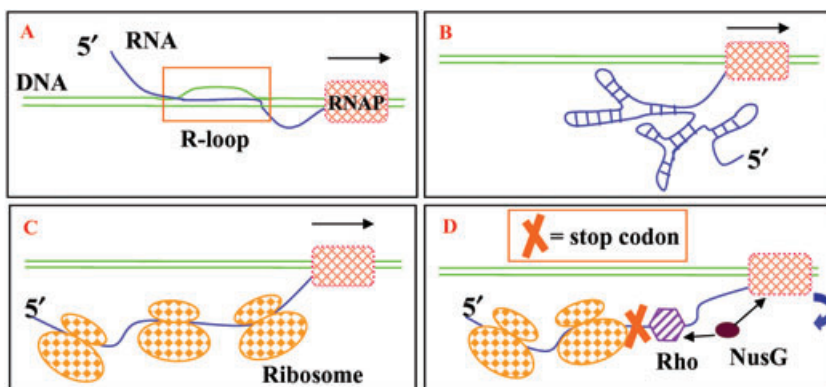 A
5′ RNA
DNA
RNAP
R-loop
B
5′
C
5′
Ribosome
D
X = stop codon
5′
Rho NusG